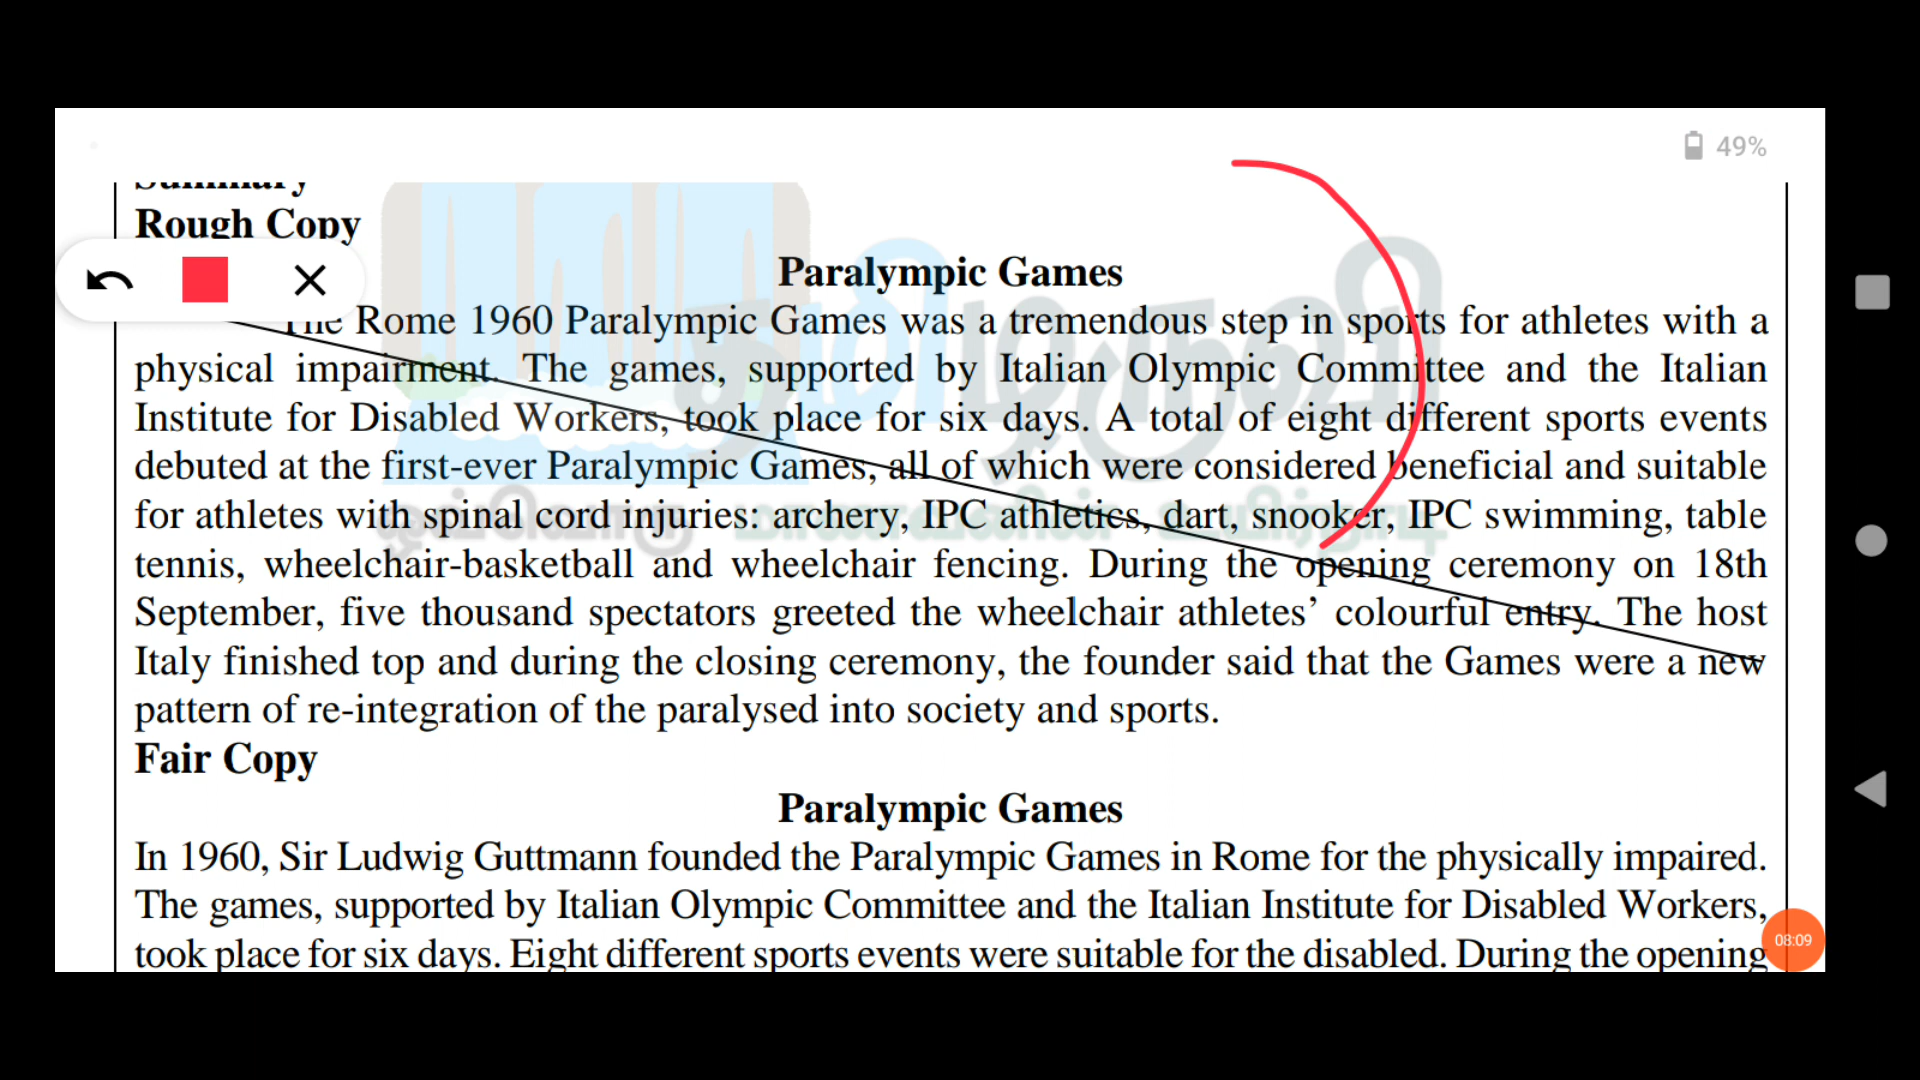 49%
Summary
Rough Copy
Paralympic Games
The Rome 1960 Paralympic Games was a tremendous step in sports for athletes with a
physical impairment. The games, supported by Italian Olympic Committee and the Italian
Institute for Disabled Workers, took place for six days. A total of eight different sports events
debuted at the first-ever Paralympic Games, all of which were considered beneficial and suitable
for athletes with spinal cord injuries: archery, IPC athletics, dart, snooker, IPC swimming, table
tennis, wheelchair-basketball and wheelchair fencing. During the opening ceremony on 18th
September, five thousand spectators greeted the wheelchair athletes’ colourful entry. The host
Italy finished top and during the closing ceremony, the founder said that the Games were a new
pattern of re-integration of the paralysed into society and sports.
Fair Copy
Paralympic Games
In 1960, Sir Ludwig Guttmann founded the Paralympic Games in Rome for the physically impaired.
The games, supported by Italian Olympic Committee and the Italian Institute for Disabled Workers,
took place for six days. Eight different sports events were suitable for the disabled. During the opening
08:09